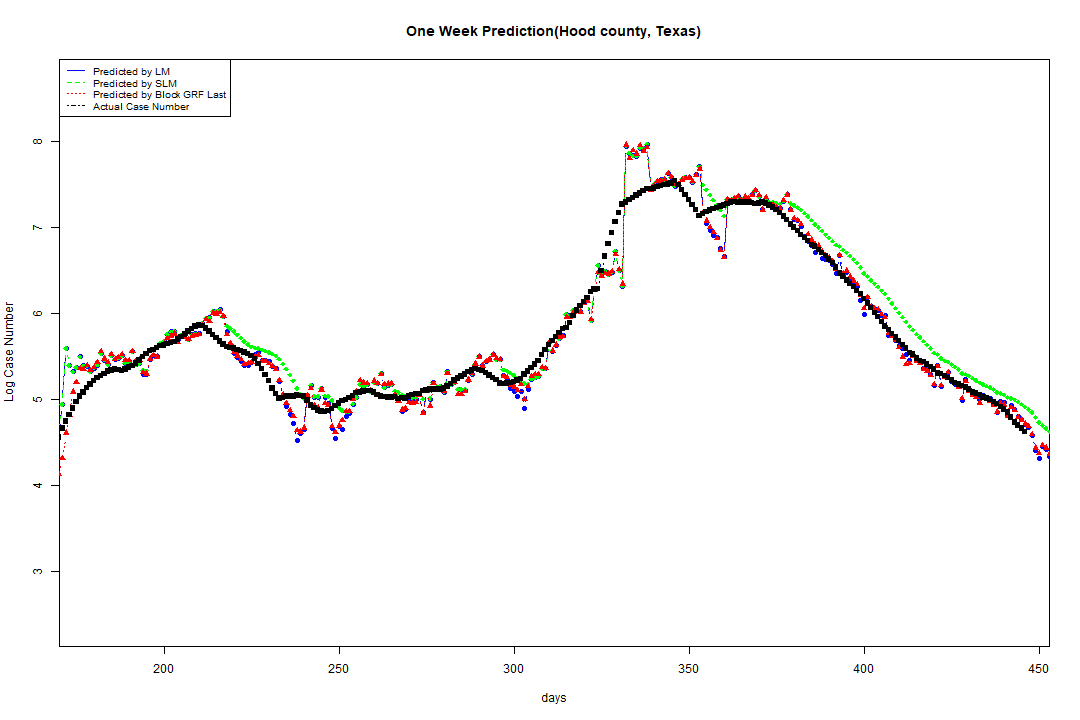 One Week Prediction(Hood county, Texas)
Predicted by LM
Predicted by SLM
Predicted by Block GRF Last
Actual Case Number
8
7
6
5
4
3
Log Case Number
200 250 300 350 400 450
days